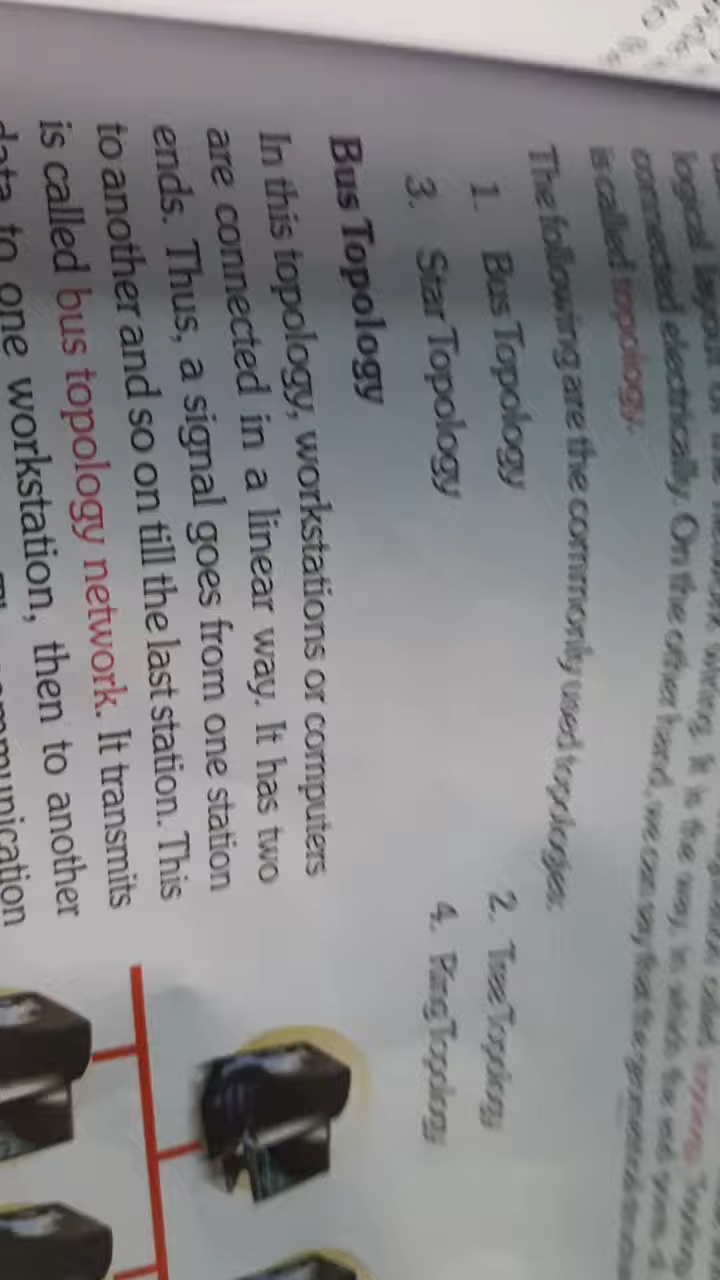 logical layout of the network wiring. It is the way, in which the end
connected electrically. On the other hand, we can say that the geometrical
is called topology.
The following are the commonly used topologies:
1. Bus Topology 2. Tree Topology
3. Star Topology 4. Ring Topology
Bus Topology
In this topology, workstations or computers
are connected in a linear way. It has two
ends. Thus, a signal goes from one station
to another and so on till the last station. This
is called bus topology network. It transmits
data to one workstation, then to another